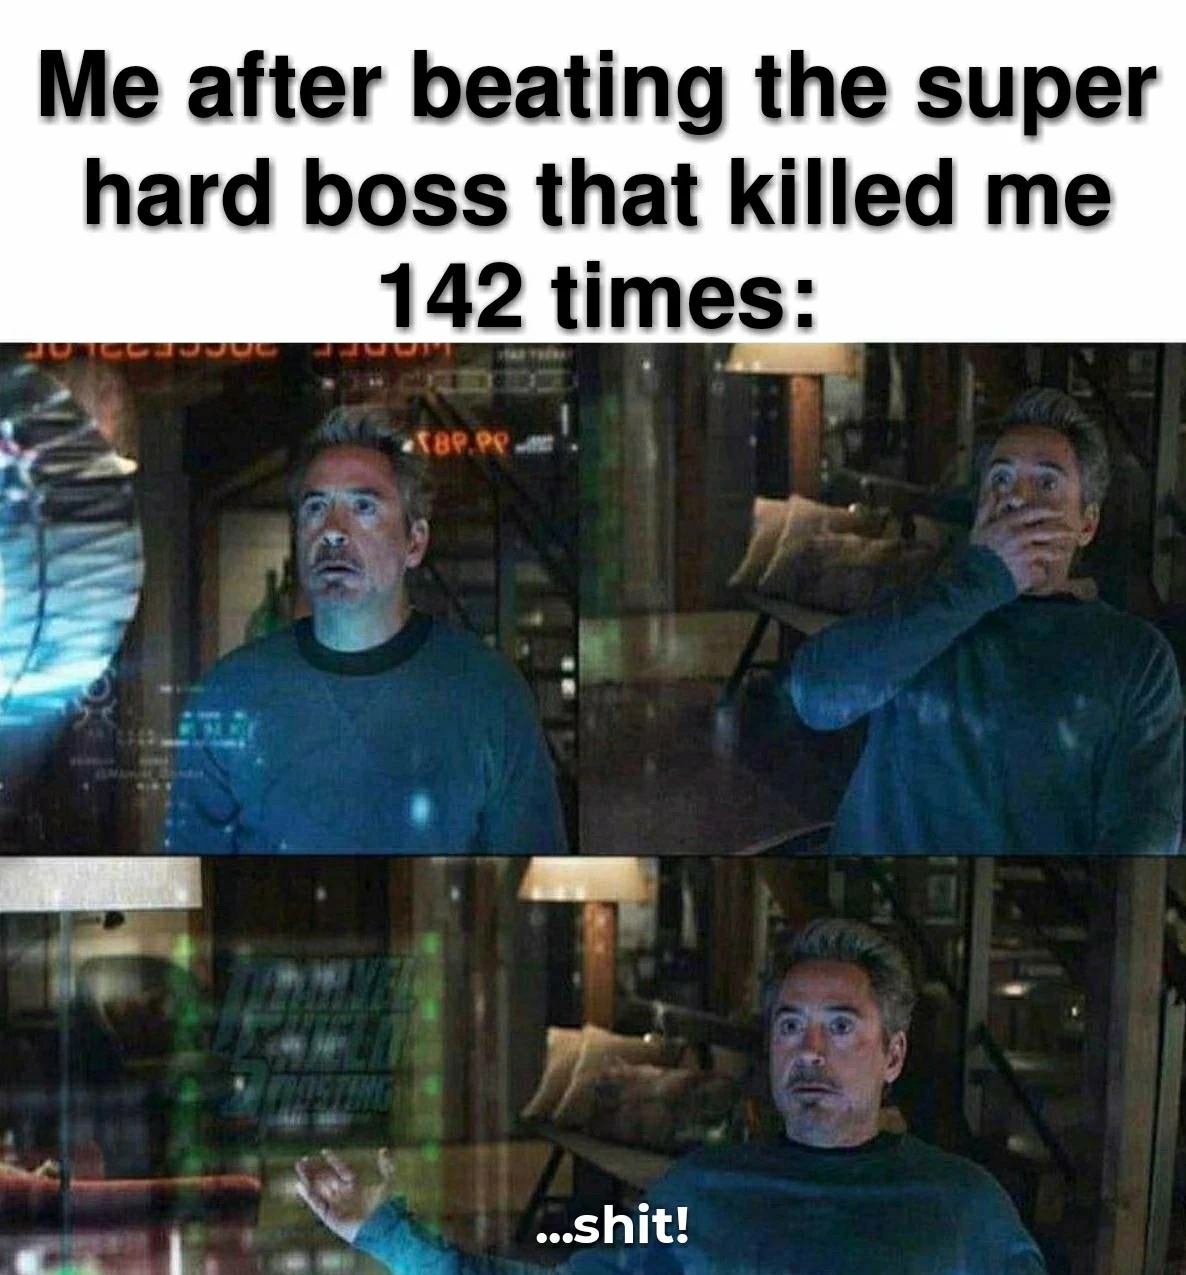 Me after beating the super
hard boss that killed me
142 times:
...shit!